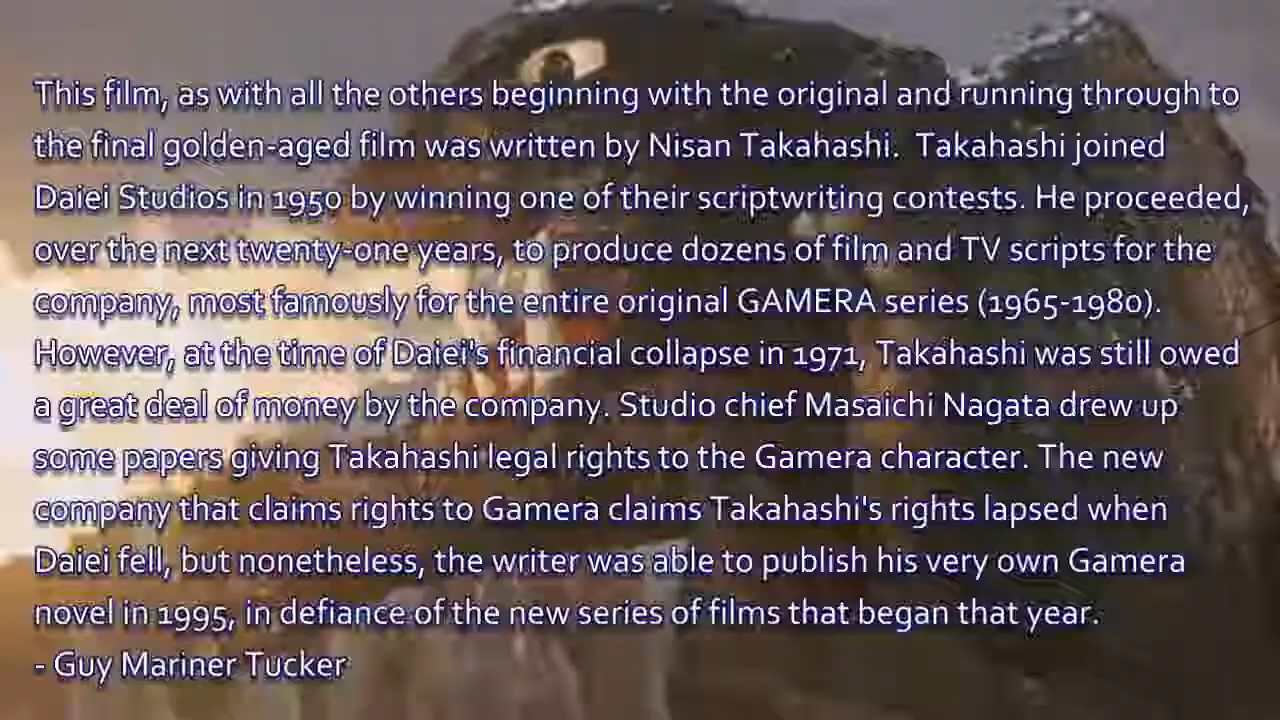 This film, as with all the others beginning with the original and running through to
the final golden-aged film was written by Nisan Takahashi.  Takahashi joined
Daiei Studios in 1950 by winning one of their scriptwriting contests. He proceeded,
over the next twenty-one years, to produce dozens of film and TV scripts for the
company, most famously for the entire original GAMERA series (1965-1980).
However, at the time of Daiei's financial collapse in 1971, Takahashi was still owed
a great deal of money by the company. Studio chief Masaichi Nagata drew up
some papers giving Takahashi legal rights to the Gamera character. The new
company that claims rights to Gamera claims Takahashi's rights lapsed when
Daiei fell, but nonetheless, the writer was able to publish his very own Gamera
novel in 1995, in defiance of the new series of films that began that year.
- Guy Mariner Tucker